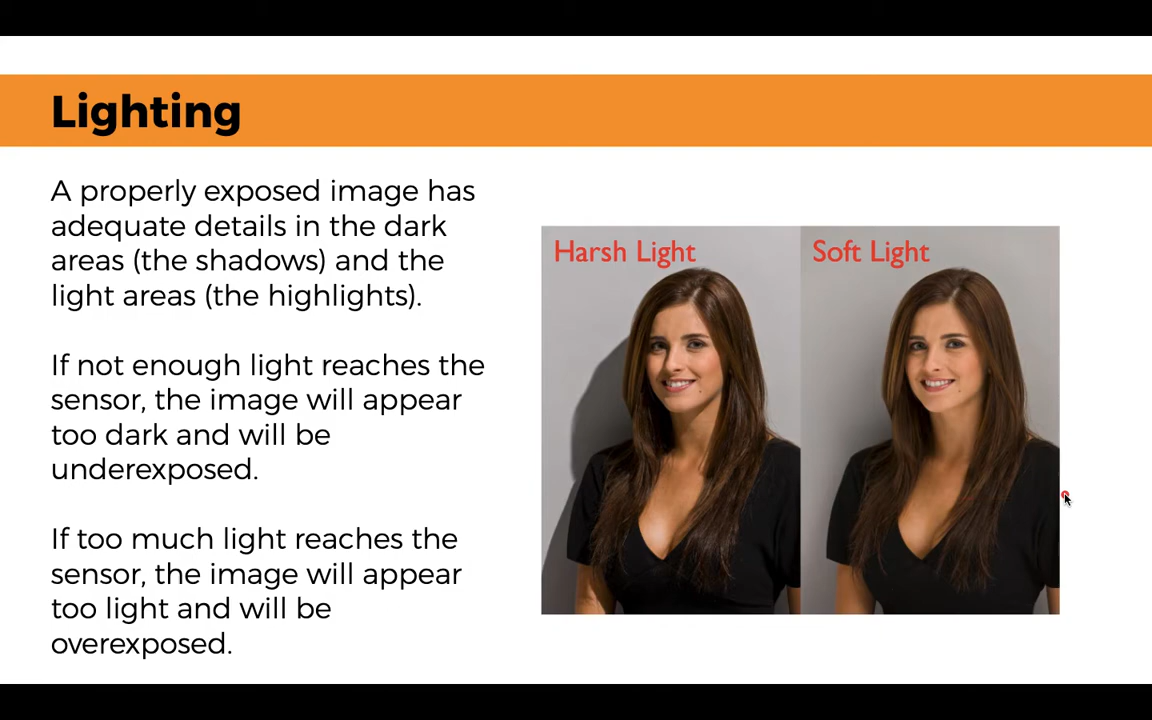 Lighting
A properly exposed image has
adequate details in the dark
areas (the shadows) and the
light areas (the highlights).
If not enough light reaches the
sensor, the image will appear
too dark and will be
underexposed.
If too much light reaches the
sensor, the image will appear
too light and will be
overexposed.
Harsh Light
Soft Light